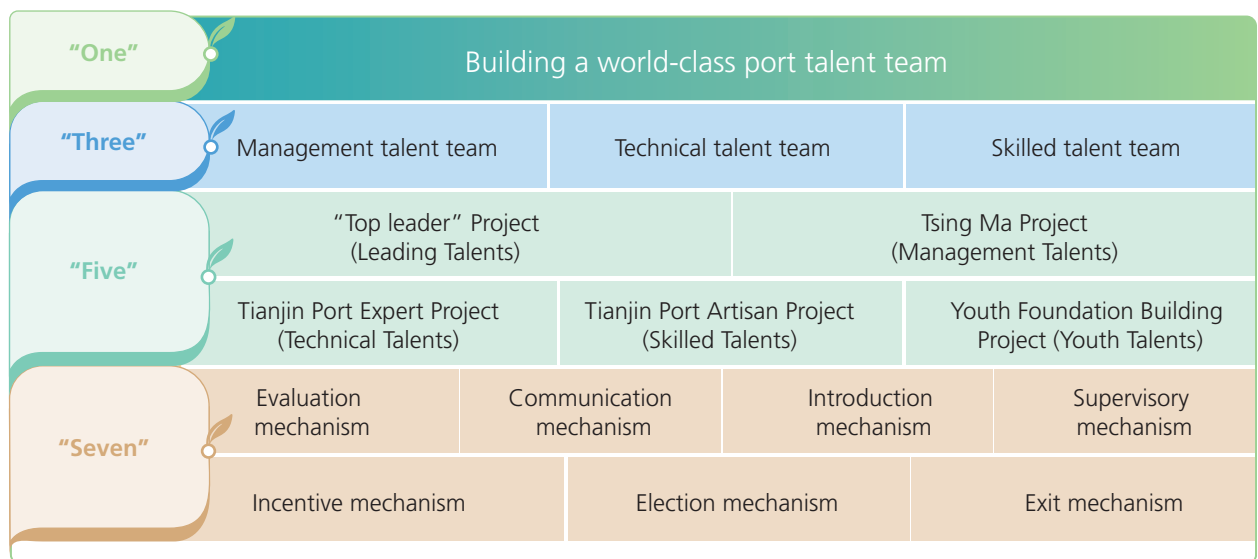 “One”
Building a world-class port talent team
“Three”
Management talent team
Technical talent team
Skilled talent team
“Five”
“Top leader” Project
(Leading Talents)
Tsing Ma Project
(Management Talents)
Tianjin Port Expert Project
(Technical Talents)
Tianjin Port Artisan Project
(Skilled Talents)
Youth Foundation Building
Project (Youth Talents)
“Seven”
Evaluation
mechanism
Communication
mechanism
Introduction
mechanism
Supervisory
mechanism
Incentive mechanism
Election mechanism
Exit mechanism